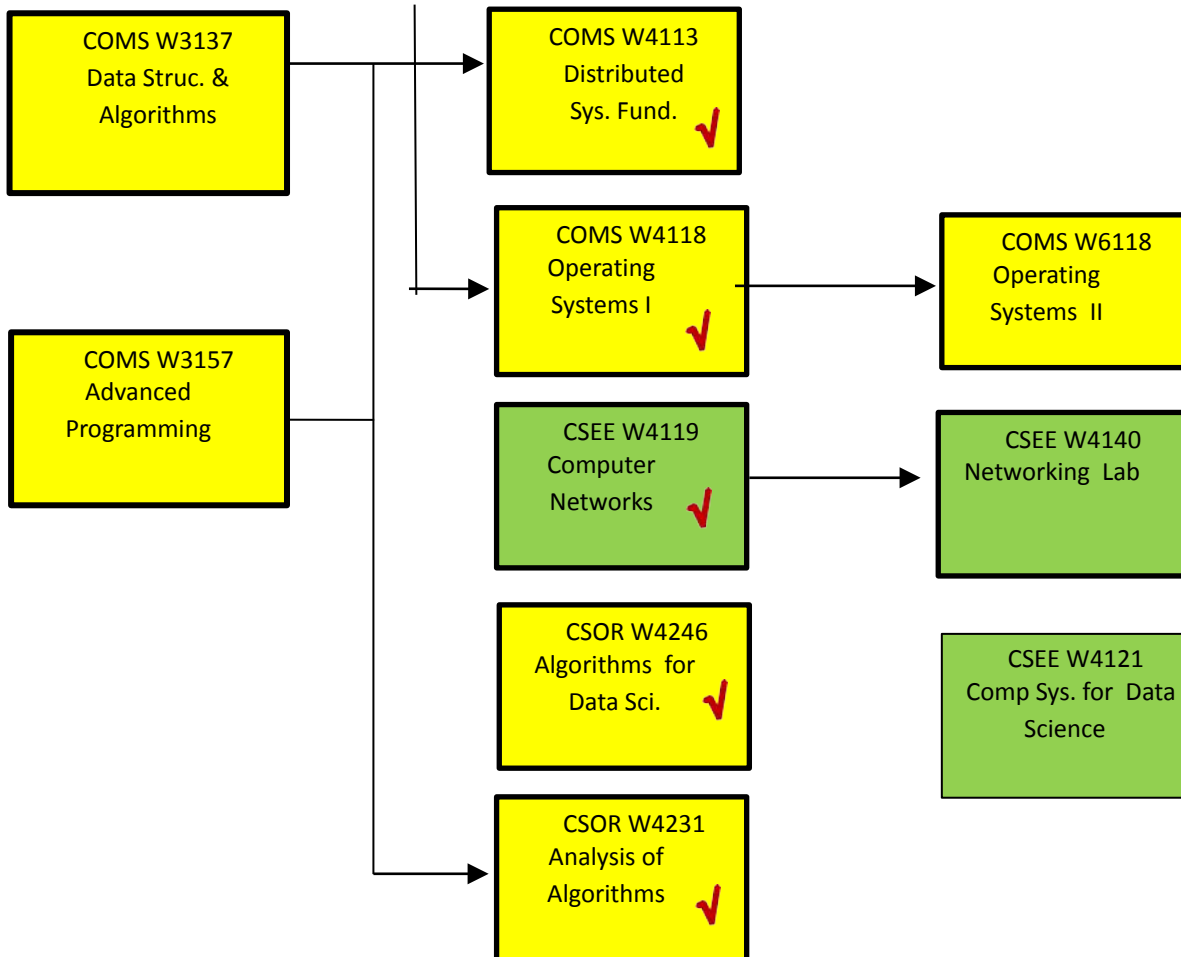 COMS W3137
Data Struc. &
Algorithms
COMS W4113
Distributed
Sys. Fund.
√
COMS W4118
Operating
Systems I
√
COMS W6118
Operating
Systems II
COMS W3157
Advanced
Programming
CSEE W4119
Computer
Networks
√
CSEE W4140
Networking Lab
CSOR W4246
Algorithms for
Data Sci.
√
CSEE W4121
Comp Sys. for Data
Science
CSOR W4231
Analysis of
Algorithms
√